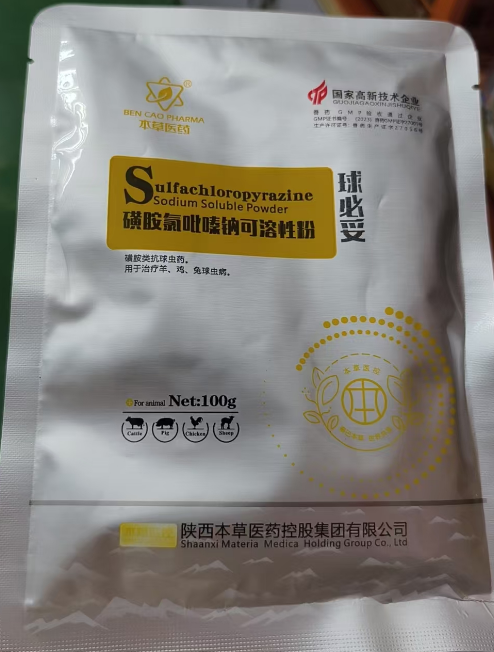 BEN CAO PHARMA
本草医药
国家高新技术企业
GUOJIAGAOXINJISHUQIYE
Sulfachloropyrazine
Sodium Soluble Powder
磺胺氯吡嗪钠可溶性粉
球必妥
磺胺类抗球虫药。
用于治疗羊、鸡、兔球虫病。
For animal Net:100g
Cattle Pig Chicken Sheep
陕西本草医药控股集团有限公司
Shaanxi Materia Medica Holding Group Co., Ltd